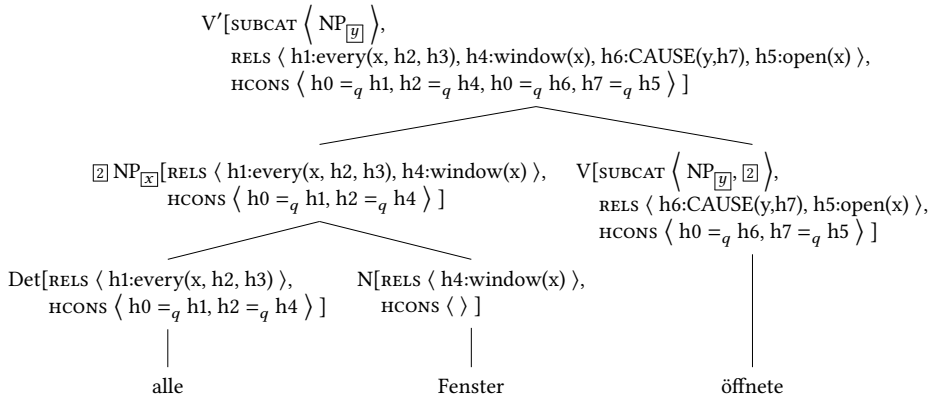 V′[SUBCAT ⟨ NP[y] ⟩,
RELS ⟨ h1:every(x, h2, h3), h4:window(x), h6:CAUSE(y,h7), h5:open(x) ⟩,
HCONS ⟨ h0 =q h1, h2 =q h4, h0 =q h6, h7 =q h5 ⟩ ]
[2] NP[x][RELS ⟨ h1:every(x, h2, h3), h4:window(x) ⟩,
HCONS ⟨ h0 =q h1, h2 =q h4 ⟩ ]
V[SUBCAT ⟨ NP[y], [2] ⟩,
RELS ⟨ h6:CAUSE(y,h7), h5:open(x) ⟩,
HCONS ⟨ h0 =q h6, h7 =q h5 ⟩ ]
Det[RELS ⟨ h1:every(x, h2, h3) ⟩,
HCONS ⟨ h0 =q h1, h2 =q h4 ⟩ ]
N[RELS ⟨ h4:window(x) ⟩,
HCONS ⟨ ⟩ ]
alle
Fenster
öffnete